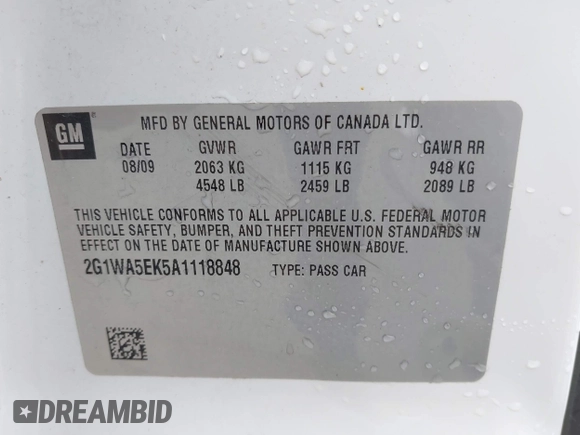 GM
MFD BY GENERAL MOTORS OF CANADA LTD.
DATE GVWR GAWR FRT GAWR RR
08/09 2063 KG 1115 KG 948 KG
4548 LB 2459 LB 2089 LB
THIS VEHICLE CONFORMS TO ALL APPLICABLE U.S. FEDERAL MOTOR
VEHICLE SAFETY, BUMPER, AND THEFT PREVENTION STANDARDS IN
EFFECT ON THE DATE OF MANUFACTURE SHOWN ABOVE.
2G1WA5EK5A1118848 TYPE: PASS CAR
DREAMBID